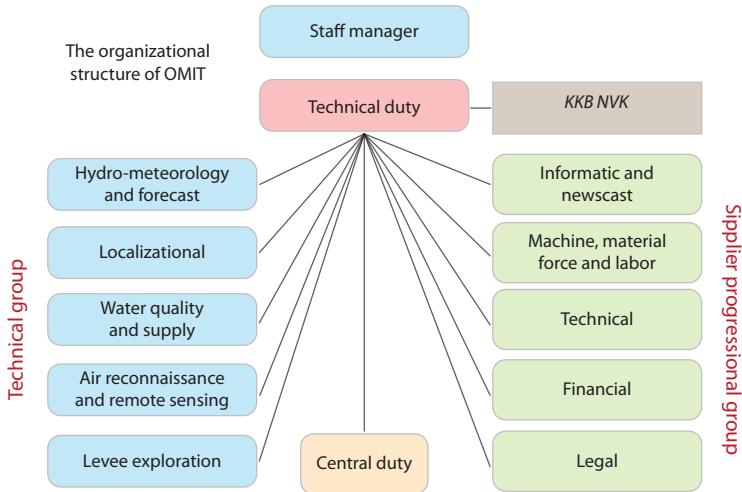 Staff manager
The organizational
structure of OMIT
Technical duty
KKB NVK
Hydro-meteorology
and forecast
Localizational
Water quality
and supply
Air reconnaissance
and remote sensing
Levee exploration
Technical group
Central duty
Informatic and
newscast
Machine, material
force and labor
Technical
Financial
Legal
Sipplier progressional group